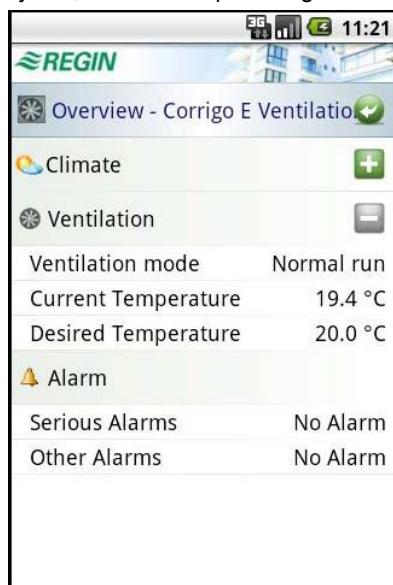 3G 11:21
REGIN
Overview - Corrigo E Ventilatio
Climate
Ventilation
Ventilation mode Normal run
Current Temperature 19.4 °C
Desired Temperature 20.0 °C
Alarm
Serious Alarms No Alarm
Other Alarms No Alarm